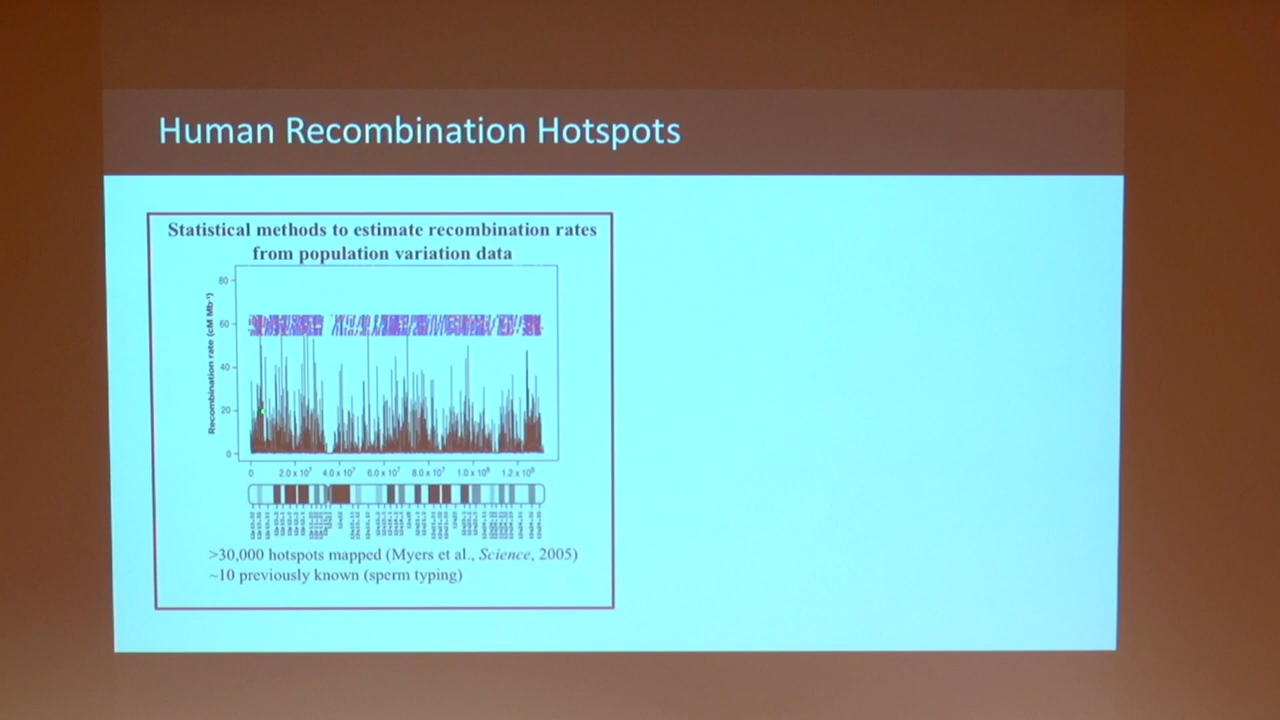 Human Recombination Hotspots
Statistical methods to estimate recombination rates
from population variation data
Recombination rate (cM Mb⁻¹)
80
60
40
20
0
0 2.0 x 10⁷ 4.0 x 10⁷ 6.0 x 10⁷ 8.0 x 10⁷ 1.0 x 10⁸ 1.2 x 10⁸
>30,000 hotspots mapped (Myers et al., Science, 2005)
~10 previously known (sperm typing)